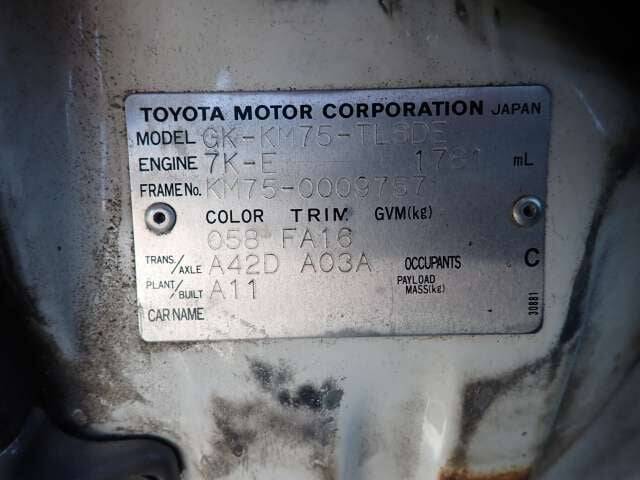 TOYOTA MOTOR CORPORATION JAPAN
MODEL GK-KM75-TLSDE
ENGINE 7K-E 1781 mL
FRAME No. KM75-0009757
COLOR TRIM GVM(kg)
058 FA16
TRANS./AXLE A42D A03A OCCUPANTS C
PLANT/BUILT A11 PAYLOAD MASS(kg)
CAR NAME
30881